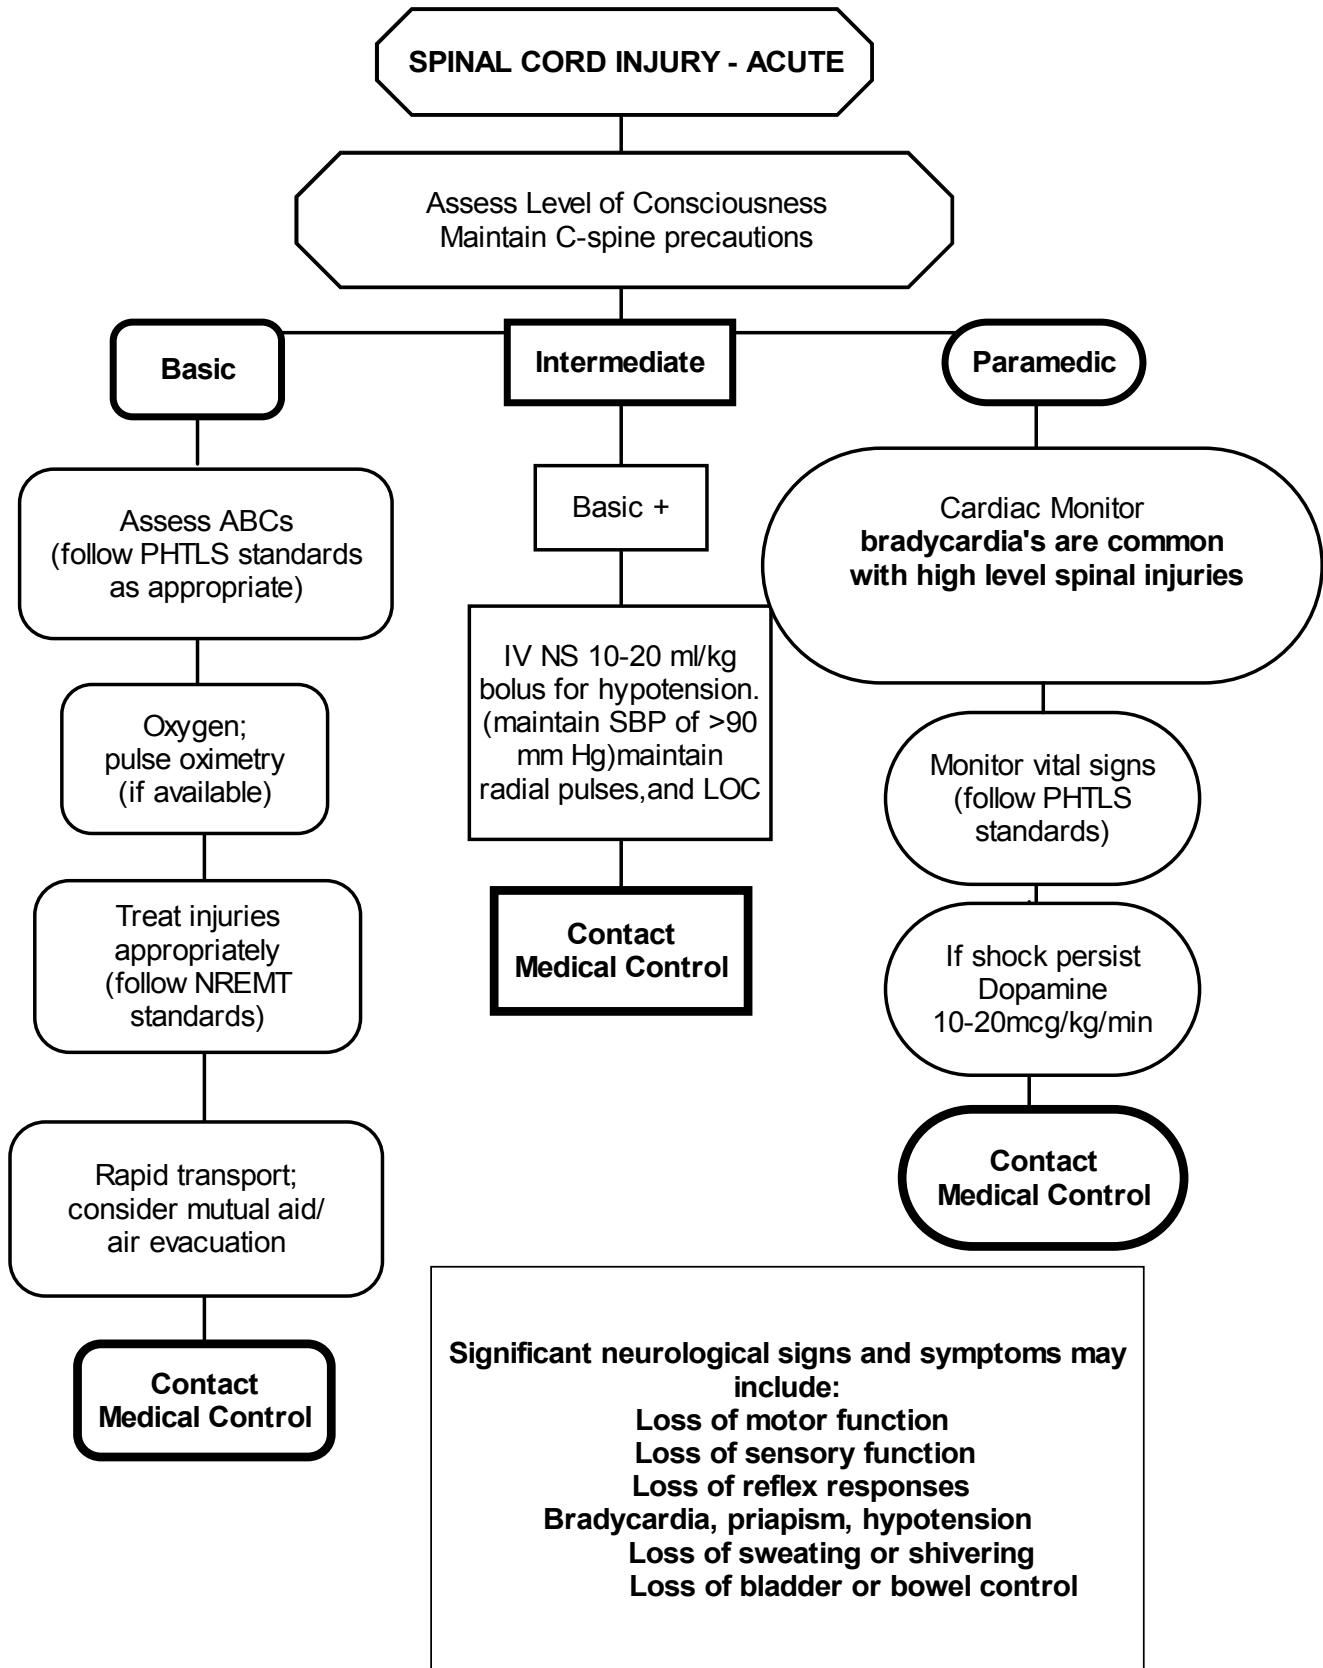 SPINAL CORD INJURY - ACUTE
Assess Level of Consciousness
Maintain C-spine precautions
Basic
Intermediate
Paramedic
Assess ABCs
(follow PHTLS standards
as appropriate)
Oxygen;
pulse oximetry
(if available)
Treat injuries
appropriately
(follow NREMT
standards)
Rapid transport;
consider mutual aid/
air evacuation
Contact
Medical Control
Basic +
IV NS 10-20 ml/kg
bolus for hypotension.
(maintain SBP of >90
mm Hg)maintain
radial pulses,and LOC
Contact
Medical Control
Cardiac Monitor
bradycardia's are common
with high level spinal injuries
Monitor vital signs
(follow PHTLS
standards)
If shock persist
Dopamine
10-20mcg/kg/min
Contact
Medical Control
Significant neurological signs and symptoms may
include:
Loss of motor function
Loss of sensory function
Loss of reflex responses
Bradycardia, priapism, hypotension
Loss of sweating or shivering
Loss of bladder or bowel control